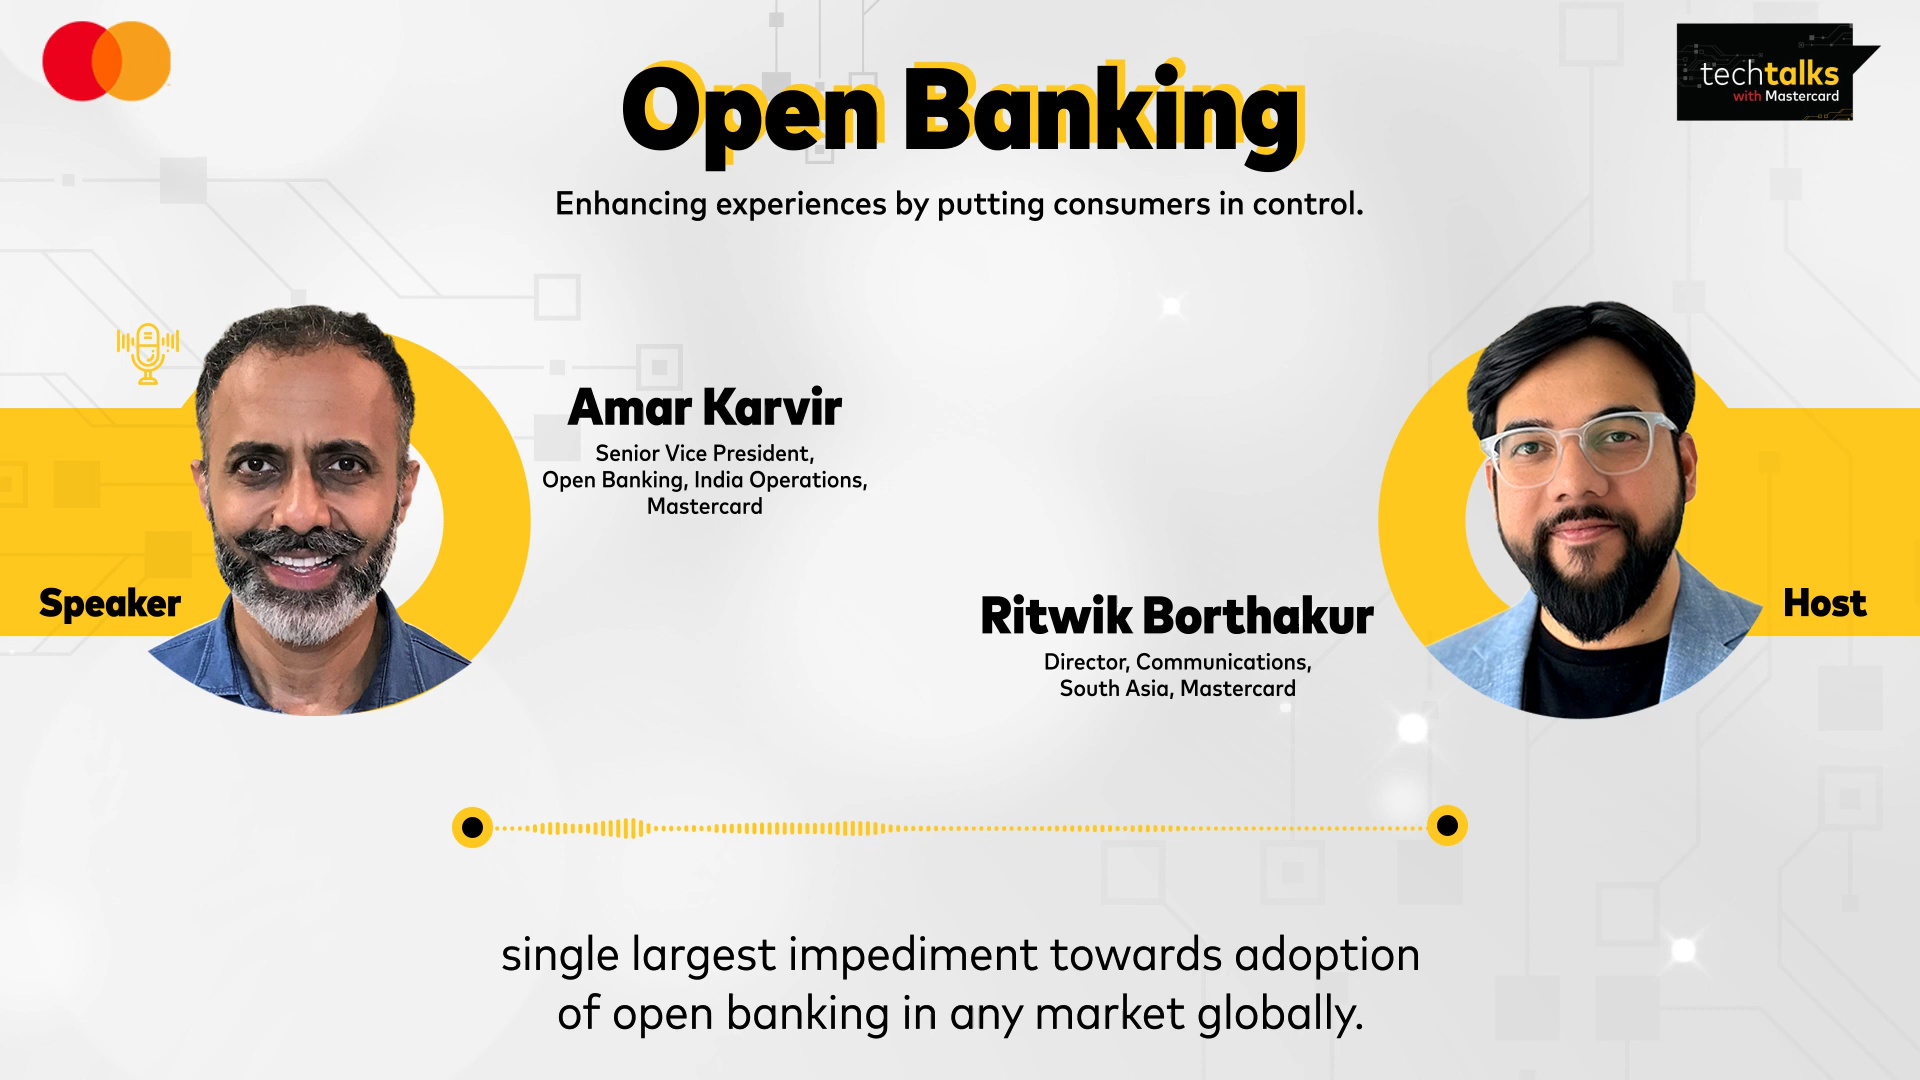 techtalks
with Mastercard
Open Banking
Enhancing experiences by putting consumers in control.
Amar Karvir
Senior Vice President,
Open Banking, India Operations,
Mastercard
Speaker
Ritwik Borthakur
Director, Communications,
South Asia, Mastercard
Host
single largest impediment towards adoption
of open banking in any market globally.